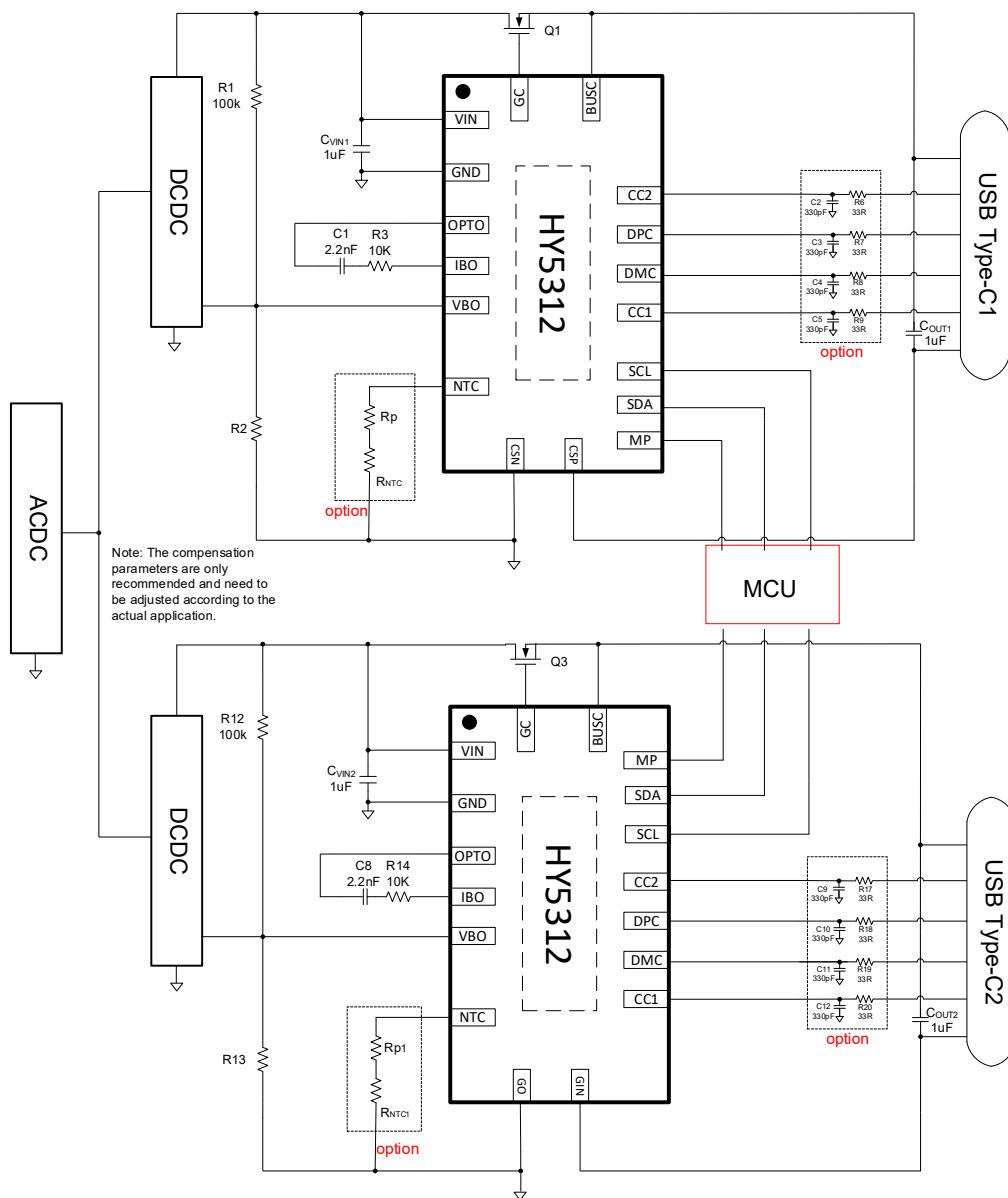 Q1
GC
BUSC
R1
100k
DCDC
VIN
CVIN1
1uF
GND
OPTO
C1
2.2nF
R3
10K
IBO
VBO
HY5312
CC2
DPC
DMC
CC1
SCL
SDA
MP
C2
330pF
R6
33R
C3
330pF
R7
33R
C4
330pF
R8
33R
C5
330pF
R9
33R
option
COUT1
1uF
USB Type-C1
NTC
Rp
RNTC
option
R2
CSN
CSP
ACDC
Note: The compensation
parameters are only
recommended and need to
be adjusted according to the
actual application.
MCU
Q3
GC
BUSC
R12
100k
DCDC
VIN
CVIN2
1uF
GND
OPTO
C8
2.2nF
R14
10K
IBO
VBO
HY5312
MP
SDA
SCL
CC2
DPC
DMC
CC1
C9
330pF
R17
33R
C10
330pF
R18
33R
C11
330pF
R19
33R
C12
330pF
R20
33R
option
COUT2
1uF
USB Type-C2
NTC
Rp1
RNTC1
option
R13
GO
GIN